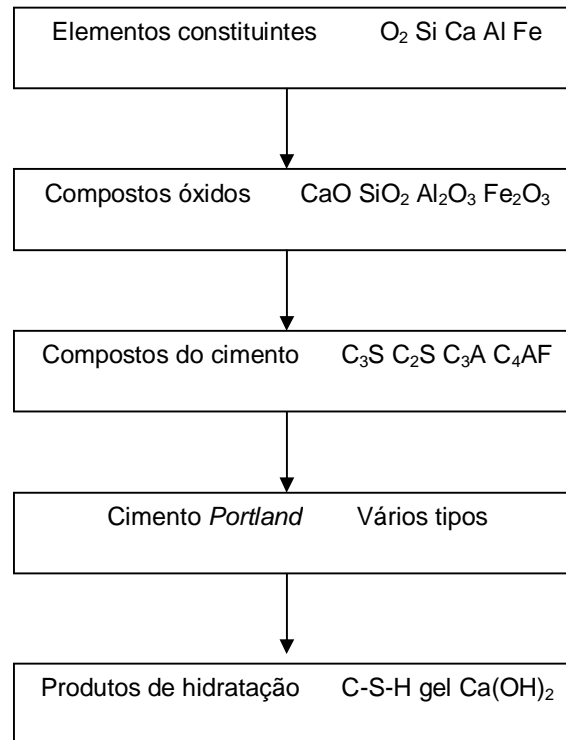 Elementos constituintes O₂ Si Ca Al Fe
Compostos óxidos CaO SiO₂ Al₂O₃ Fe₂O₃
Compostos do cimento C₃S C₂S C₃A C₄AF
Cimento Portland Vários tipos
Produtos de hidratação C-S-H gel Ca(OH)₂